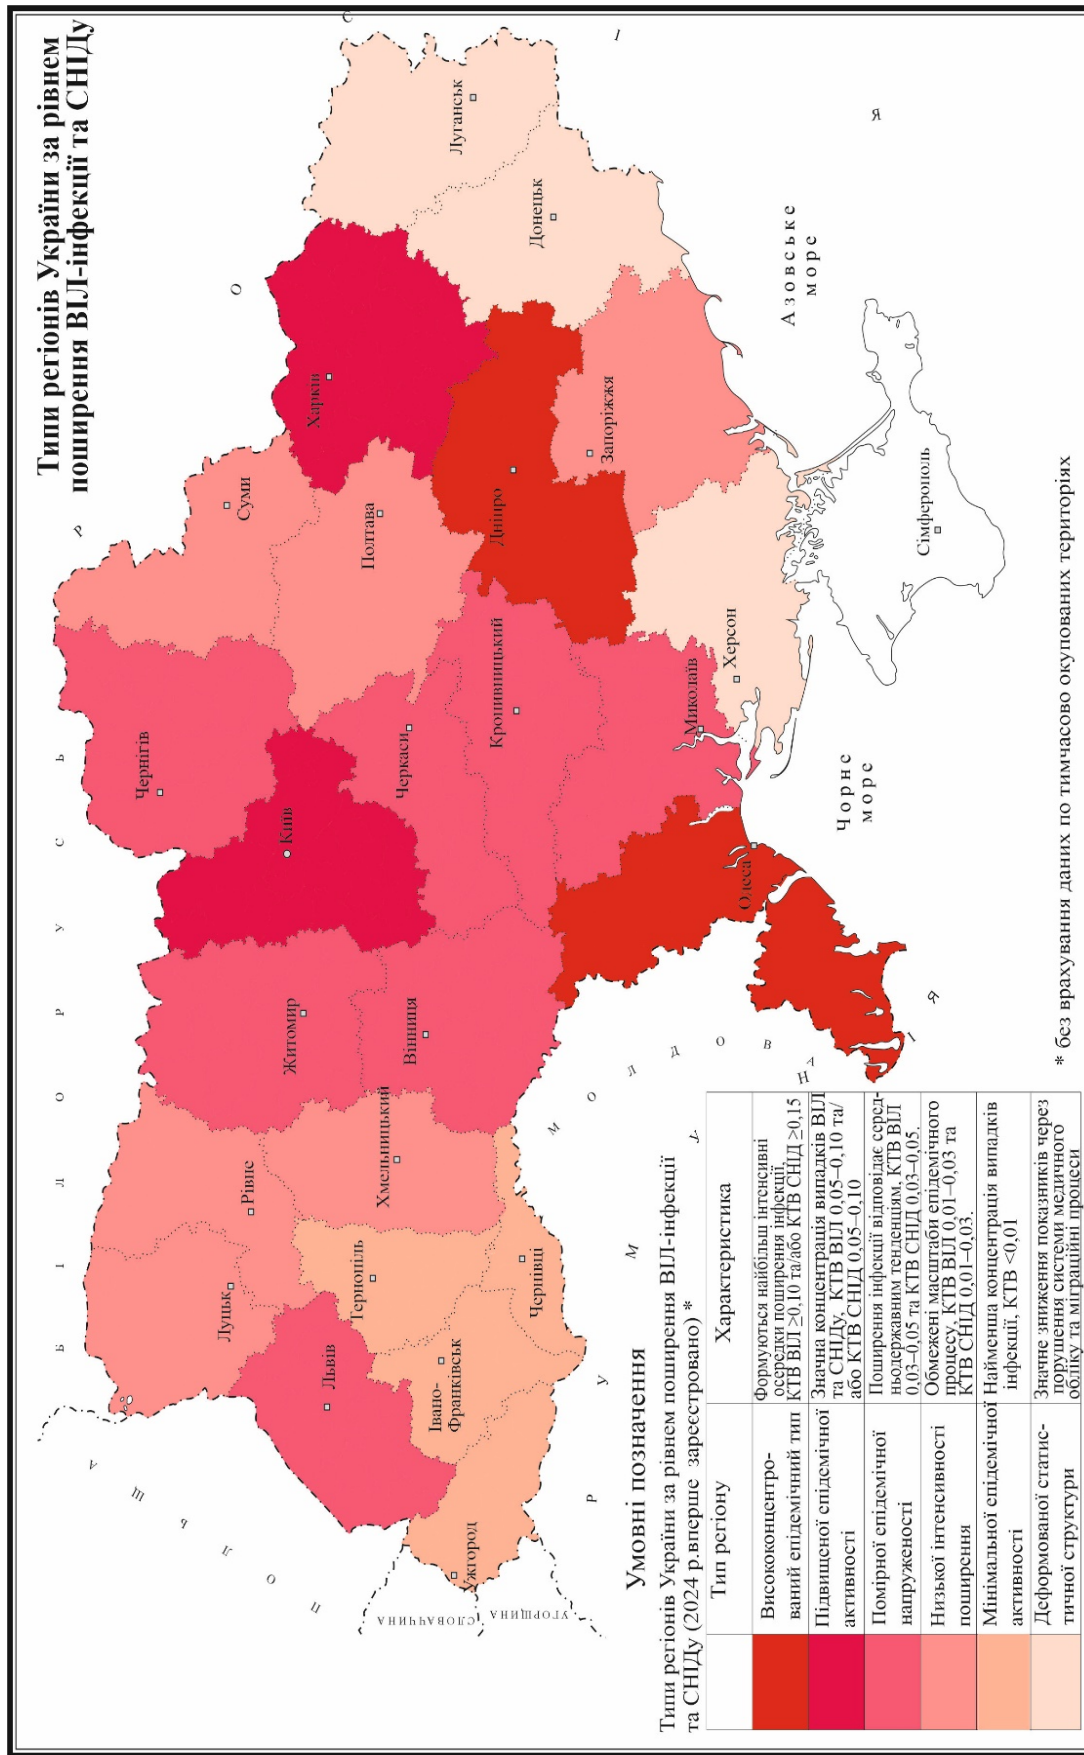 Типи регіонів України за рівнем
поширення ВІЛ-інфекції та СНІДу
П О Л Ь Щ А
Б І Л О Р У С Ь
Р О С І Я
СЛОВАЧЧИНА
УГОРЩИНА
Р У М У Н І Я
М О Л Д О В А
Луцьк
Рівне
Житомир
Київ
Чернігів
Суми
Львів
Тернопіль
Хмельницький
Вінниця
Черкаси
Полтава
Харків
Луганськ
Ужгород
Івано-
Франківськ
Чернівці
Кропивницький
Дніпро
Донецьк
Запоріжжя
Миколаїв
Херсон
Одеса
Сімферополь
Чорне
море
Азовське
море
Умовні позначення
Типи регіонів України за рівнем поширення ВІЛ-інфекції
та СНІДу (2024 р.вперше зареєстровано) *
Тип регіону
Характеристика
Висококонцентро-
ваний епідемічний тип
Формуються найбільш інтенсивні
осередки поширення інфекції,
КТВ ВІЛ ≥0,10 та/або КТВ СНІД ≥0,15
Підвищеної епідемічної
активності
Значна концентрація випадків ВІЛ
та СНІДу, КТВ ВІЛ 0,05–0,10 та/
або КТВ СНІД 0,05–0,10
Помірної епідемічної
напруженості
Поширення інфекції відповідає серед-
ньодержавним тенденціям, КТВ ВІЛ
0,03–0,05 та КТВ СНІД 0,03–0,05.
Низької інтенсивності
поширення
Обмежені масштаби епідемічного
процесу, КТВ ВІЛ 0,01–0,03 та
КТВ СНІД 0,01–0,03.
Мінімальної епідемічної
активності
Найменша концентрація випадків
інфекції, КТВ <0,01
Деформованої статис-
тичної структури
Значне зниження показників через
порушення системи медичного
обліку та міграційні процеси
* без врахування даних по тимчасово окупованих територіях